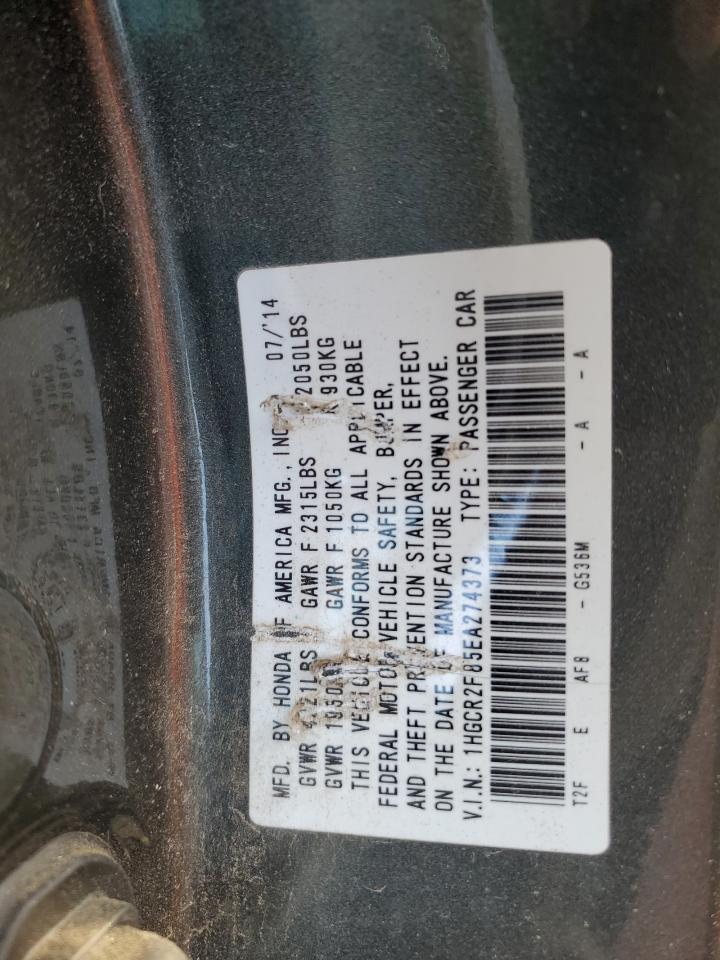 MFD. BY HONDA OF AMERICA MFG., INC. 07/'14
GVWR LBS GAWR F 2315LBS 2050LBS
GVWR GAWR F 1050KG 930KG
THIS VEHICLE CONFORMS TO ALL APPLICABLE
FEDERAL MOTOR VEHICLE SAFETY, BUMPER,
AND THEFT PREVENTION STANDARDS IN EFFECT
ON THE DATE OF MANUFACTURE SHOWN ABOVE.
V.I.N.: 1HGCR2F85EA274373 TYPE: PASSENGER CAR
T2F E AF8 - G536M - A - A